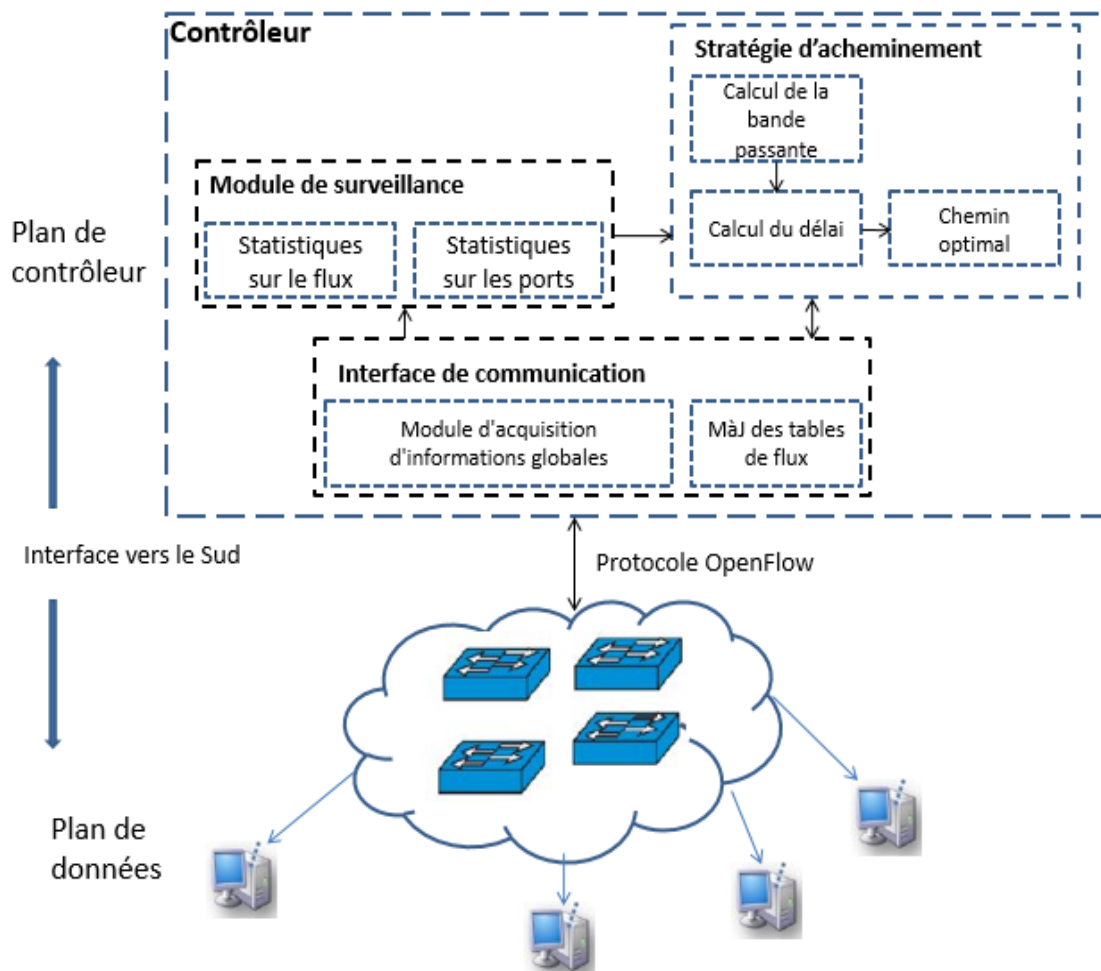 Contrôleur
Stratégie d’acheminement
Calcul de la
bande
passante
Calcul du délai
Chemin
optimal
Module de surveillance
Statistiques
sur le flux
Statistiques
sur les ports
Plan de
contrôleur
Interface de communication
Module d'acquisition
d'informations globales
MàJ des tables
de flux
Interface vers le Sud
Protocole OpenFlow
Plan de
données